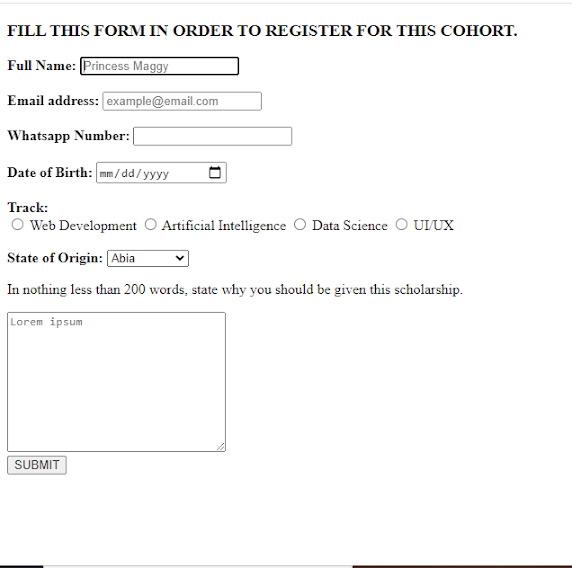 FILL THIS FORM IN ORDER TO REGISTER FOR THIS COHORT.
Full Name: Princess Maggy
Email address: example@email.com
Whatsapp Number:
Date of Birth: mm/dd/yyyy
Track:
Web Development Artificial Intelligence Data Science UI/UX
State of Origin: Abia
In nothing less than 200 words, state why you should be given this scholarship.
Lorem ipsum
SUBMIT